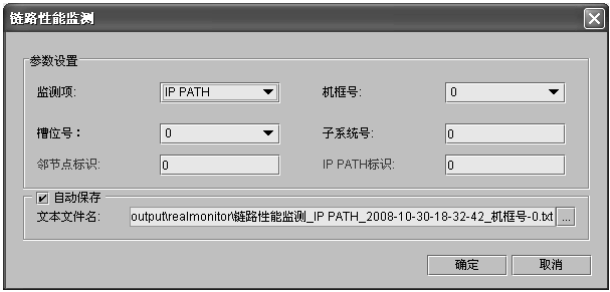 链路性能监测
参数设置
监测项: IP PATH 机框号: 0
槽位号: 0 子系统号: 0
邻节点标识: 0 IP PATH标识: 0
自动保存
文本文件名: output\realmonitor\链路性能监测_IP PATH_2008-10-30-18-32-42_机框号-0.txt ...
确定 取消